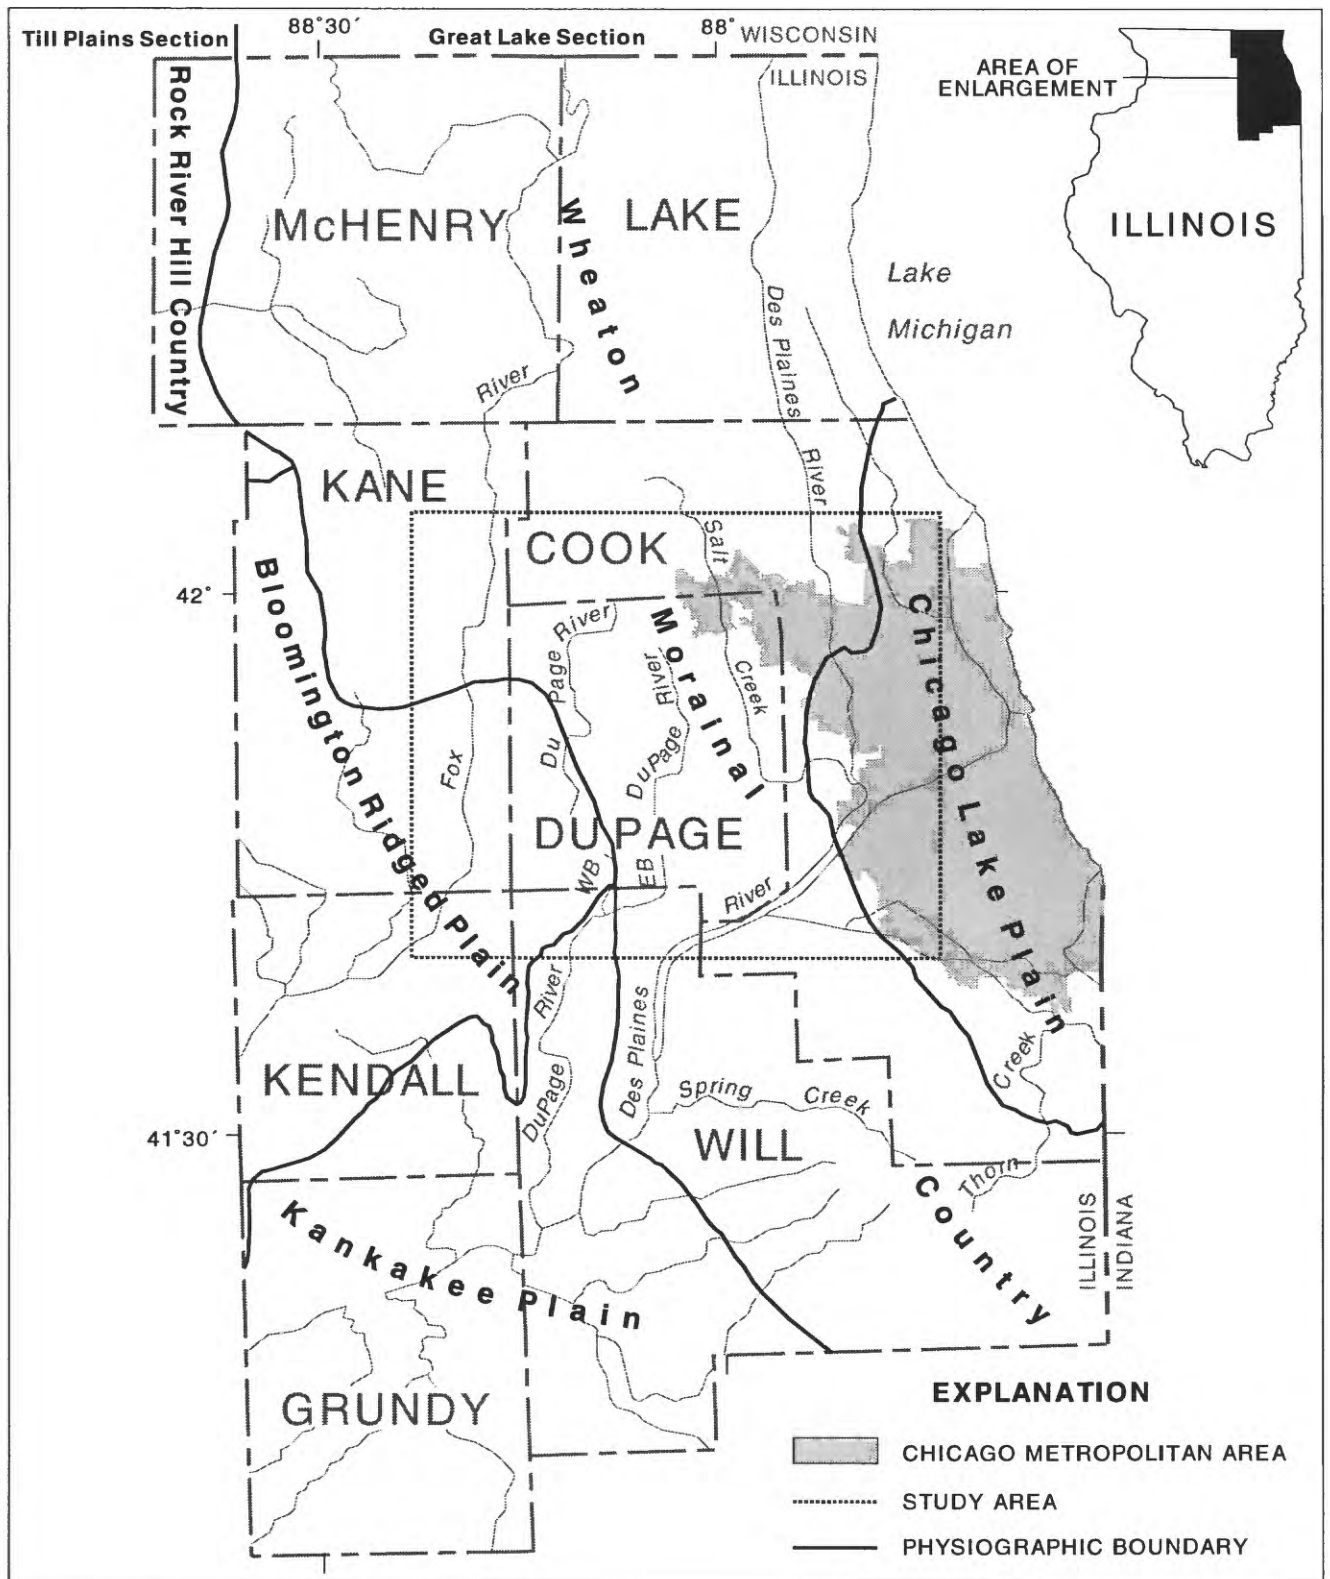 Till Plains Section
88°30′
Great Lake Section
88°
WISCONSIN
ILLINOIS
AREA OF
ENLARGEMENT
ILLINOIS
Rock River Hill Country
McHENRY
Wheaton
LAKE
Lake
Michigan
Des Plaines
River
River
KANE
COOK
Salt
Creek
42°
Bloomington Ridged Plain
Fox
River
Page
Du
River
DuPage
Morainal
Chicago Lake Plain
DU PAGE
WB
EB
River
Des Plaines
River
DuPage
KENDALL
41°30′
Spring Creek
WILL
Creek
Thorn
Country
ILLINOIS
INDIANA
Kankakee Plain
GRUNDY
EXPLANATION
CHICAGO METROPOLITAN AREA
STUDY AREA
PHYSIOGRAPHIC BOUNDARY